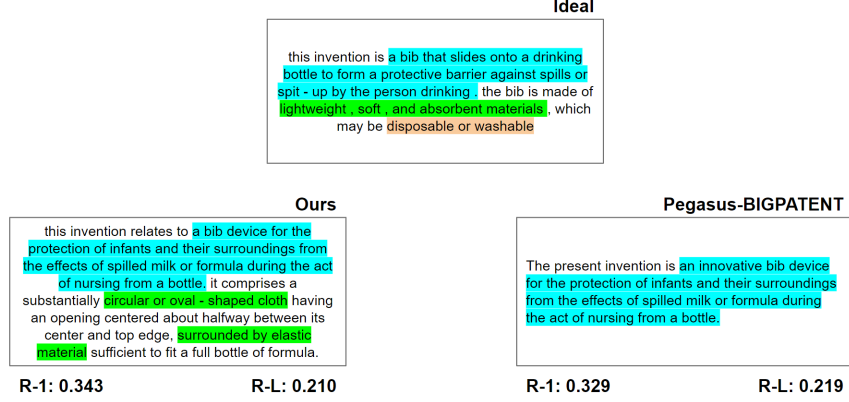 Ideal
this invention is a bib that slides onto a drinking
bottle to form a protective barrier against spills or
spit - up by the person drinking . the bib is made of
lightweight , soft , and absorbent materials , which
may be disposable or washable
Ours
this invention relates to a bib device for the
protection of infants and their surroundings from
the effects of spilled milk or formula during the act
of nursing from a bottle. it comprises a
substantially circular or oval - shaped cloth having
an opening centered about halfway between its
center and top edge, surrounded by elastic
material sufficient to fit a full bottle of formula.
R-1: 0.343 R-L: 0.210
Pegasus-BIGPATENT
The present invention is an innovative bib device
for the protection of infants and their surroundings
from the effects of spilled milk or formula during
the act of nursing from a bottle.
R-1: 0.329 R-L: 0.219